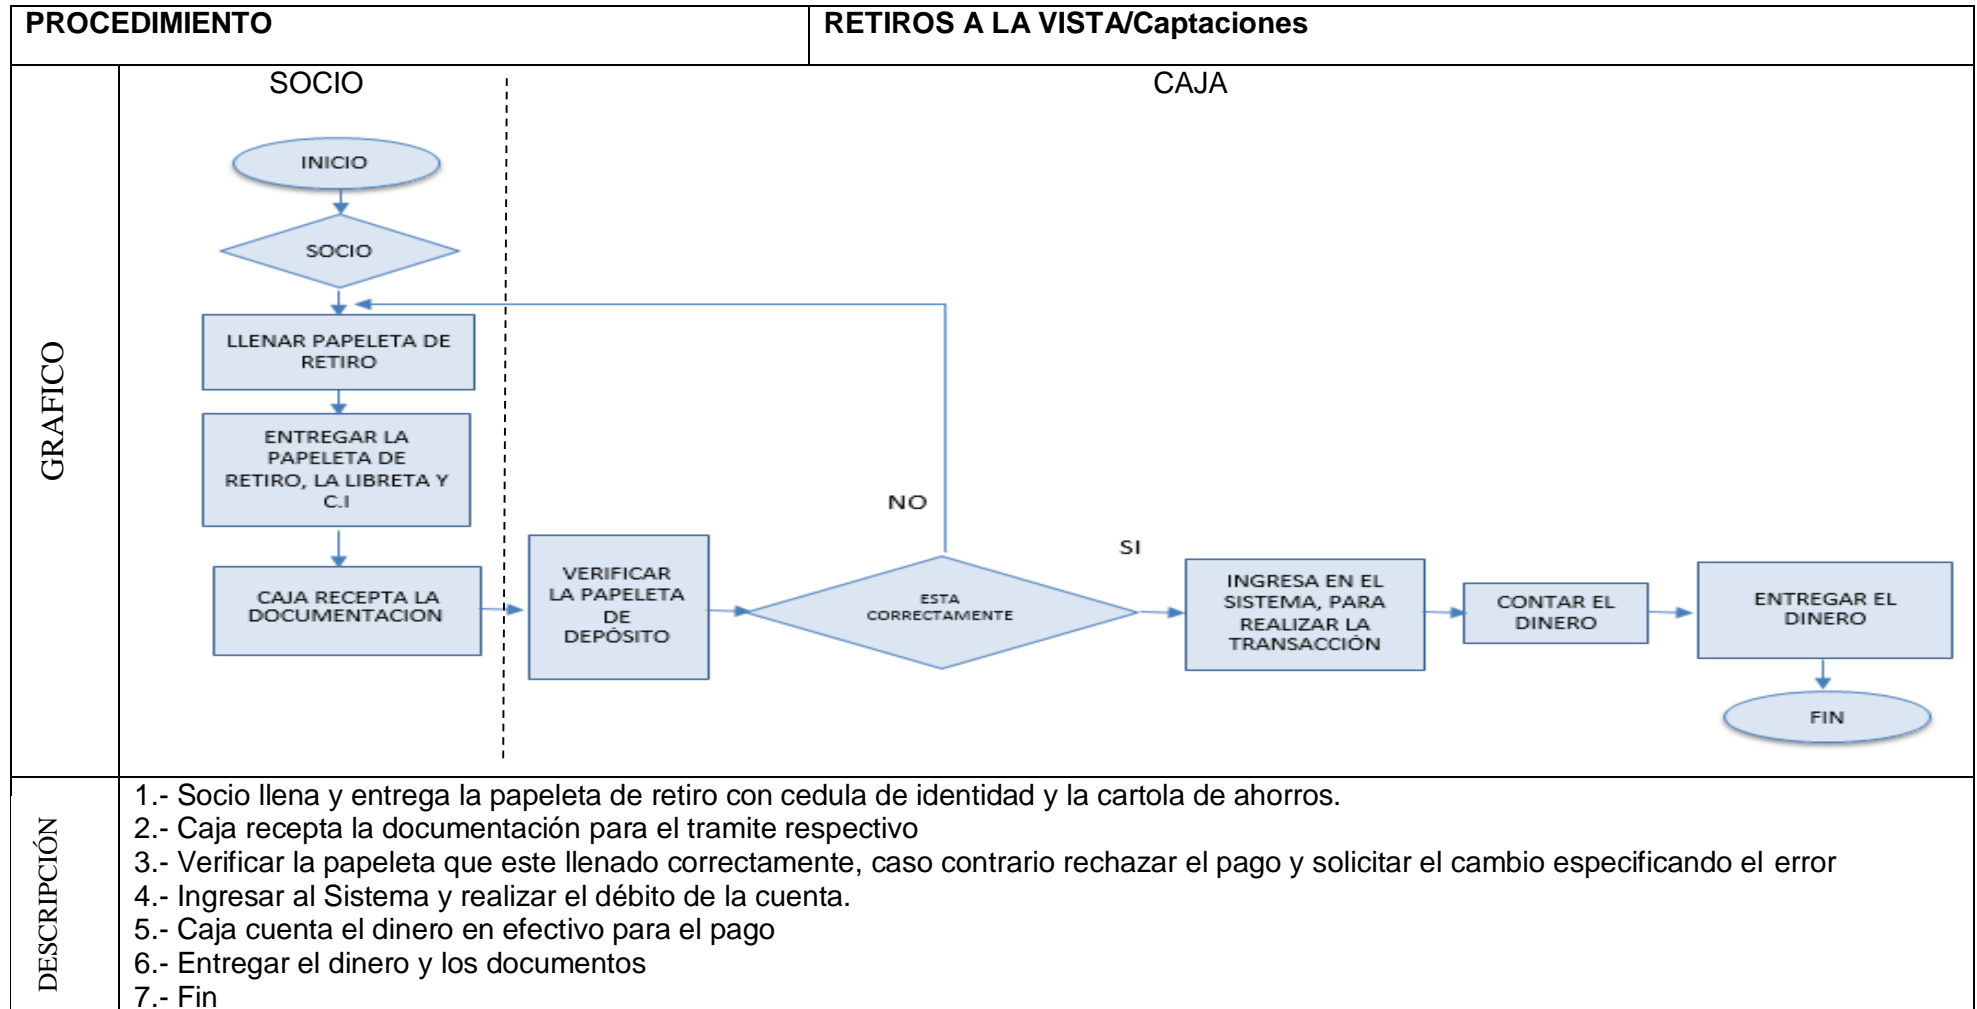 PROCEDIMIENTO
RETIROS A LA VISTA/Captaciones
GRAFICO
SOCIO
CAJA
INICIO
SOCIO
LLENAR PAPELETA DE
RETIRO
ENTREGAR LA
PAPELETA DE
RETIRO, LA LIBRETA Y
C.I
CAJA RECEPTA LA
DOCUMENTACION
VERIFICAR
LA PAPELETA
DE
DEPÓSITO
ESTA
CORRECTAMENTE
NO
SI
INGRESA EN EL
SISTEMA, PARA
REALIZAR LA
TRANSACCIÓN
CONTAR EL
DINERO
ENTREGAR EL
DINERO
FIN
DESCRIPCIÓN
1.- Socio llena y entrega la papeleta de retiro con cedula de identidad y la cartola de ahorros.
2.- Caja recepta la documentación para el tramite respectivo
3.- Verificar la papeleta que este llenado correctamente, caso contrario rechazar el pago y solicitar el cambio especificando el error
4.- Ingresar al Sistema y realizar el débito de la cuenta.
5.- Caja cuenta el dinero en efectivo para el pago
6.- Entregar el dinero y los documentos
7.- Fin